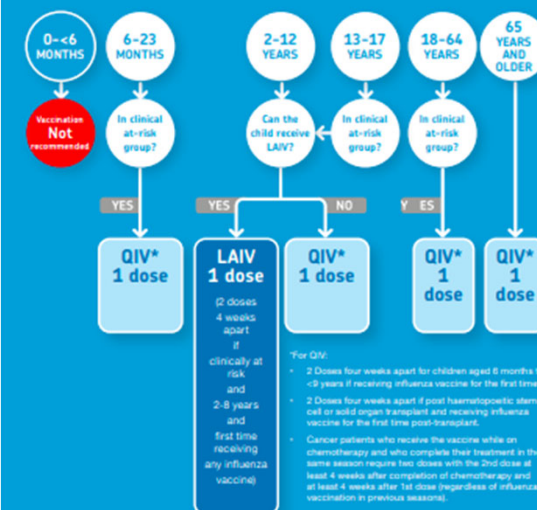 0-<6
MONTHS
6-23
MONTHS
2-12
YEARS
13-17
YEARS
18-64
YEARS
65
YEARS
AND
OLDER
Vaccination
Not
recommended
In clinical
at-risk
group?
Can the
child receive
LAIV?
In clinical
at-risk
group?
In clinical
at-risk
group?
YES
YES
NO
Y ES
QIV*
1 dose
LAIV
1 dose
(2 doses
4 weeks
apart
if
clinically at
risk
and
2-8 years
and
first time
receiving
any influenza
vaccine)
QIV*
1 dose
QIV*
1
dose
QIV*
1
dose
*For QIV:
• 2 Doses four weeks apart for children aged 6 months
<9 years if receiving influenza vaccine for the first time
• 2 Doses four weeks apart if post haematopoeitic stem
cell or solid organ transplant and receiving influenza
vaccine for the first time post-transplant.
• Cancer patients who receive the vaccine while on
chemotherapy and who complete their treatment in the
same season require two doses with the 2nd dose at
least 4 weeks after completion of chemotherapy and
at least 4 weeks after 1st dose (regardless of influenza
vaccination in previous seasons).